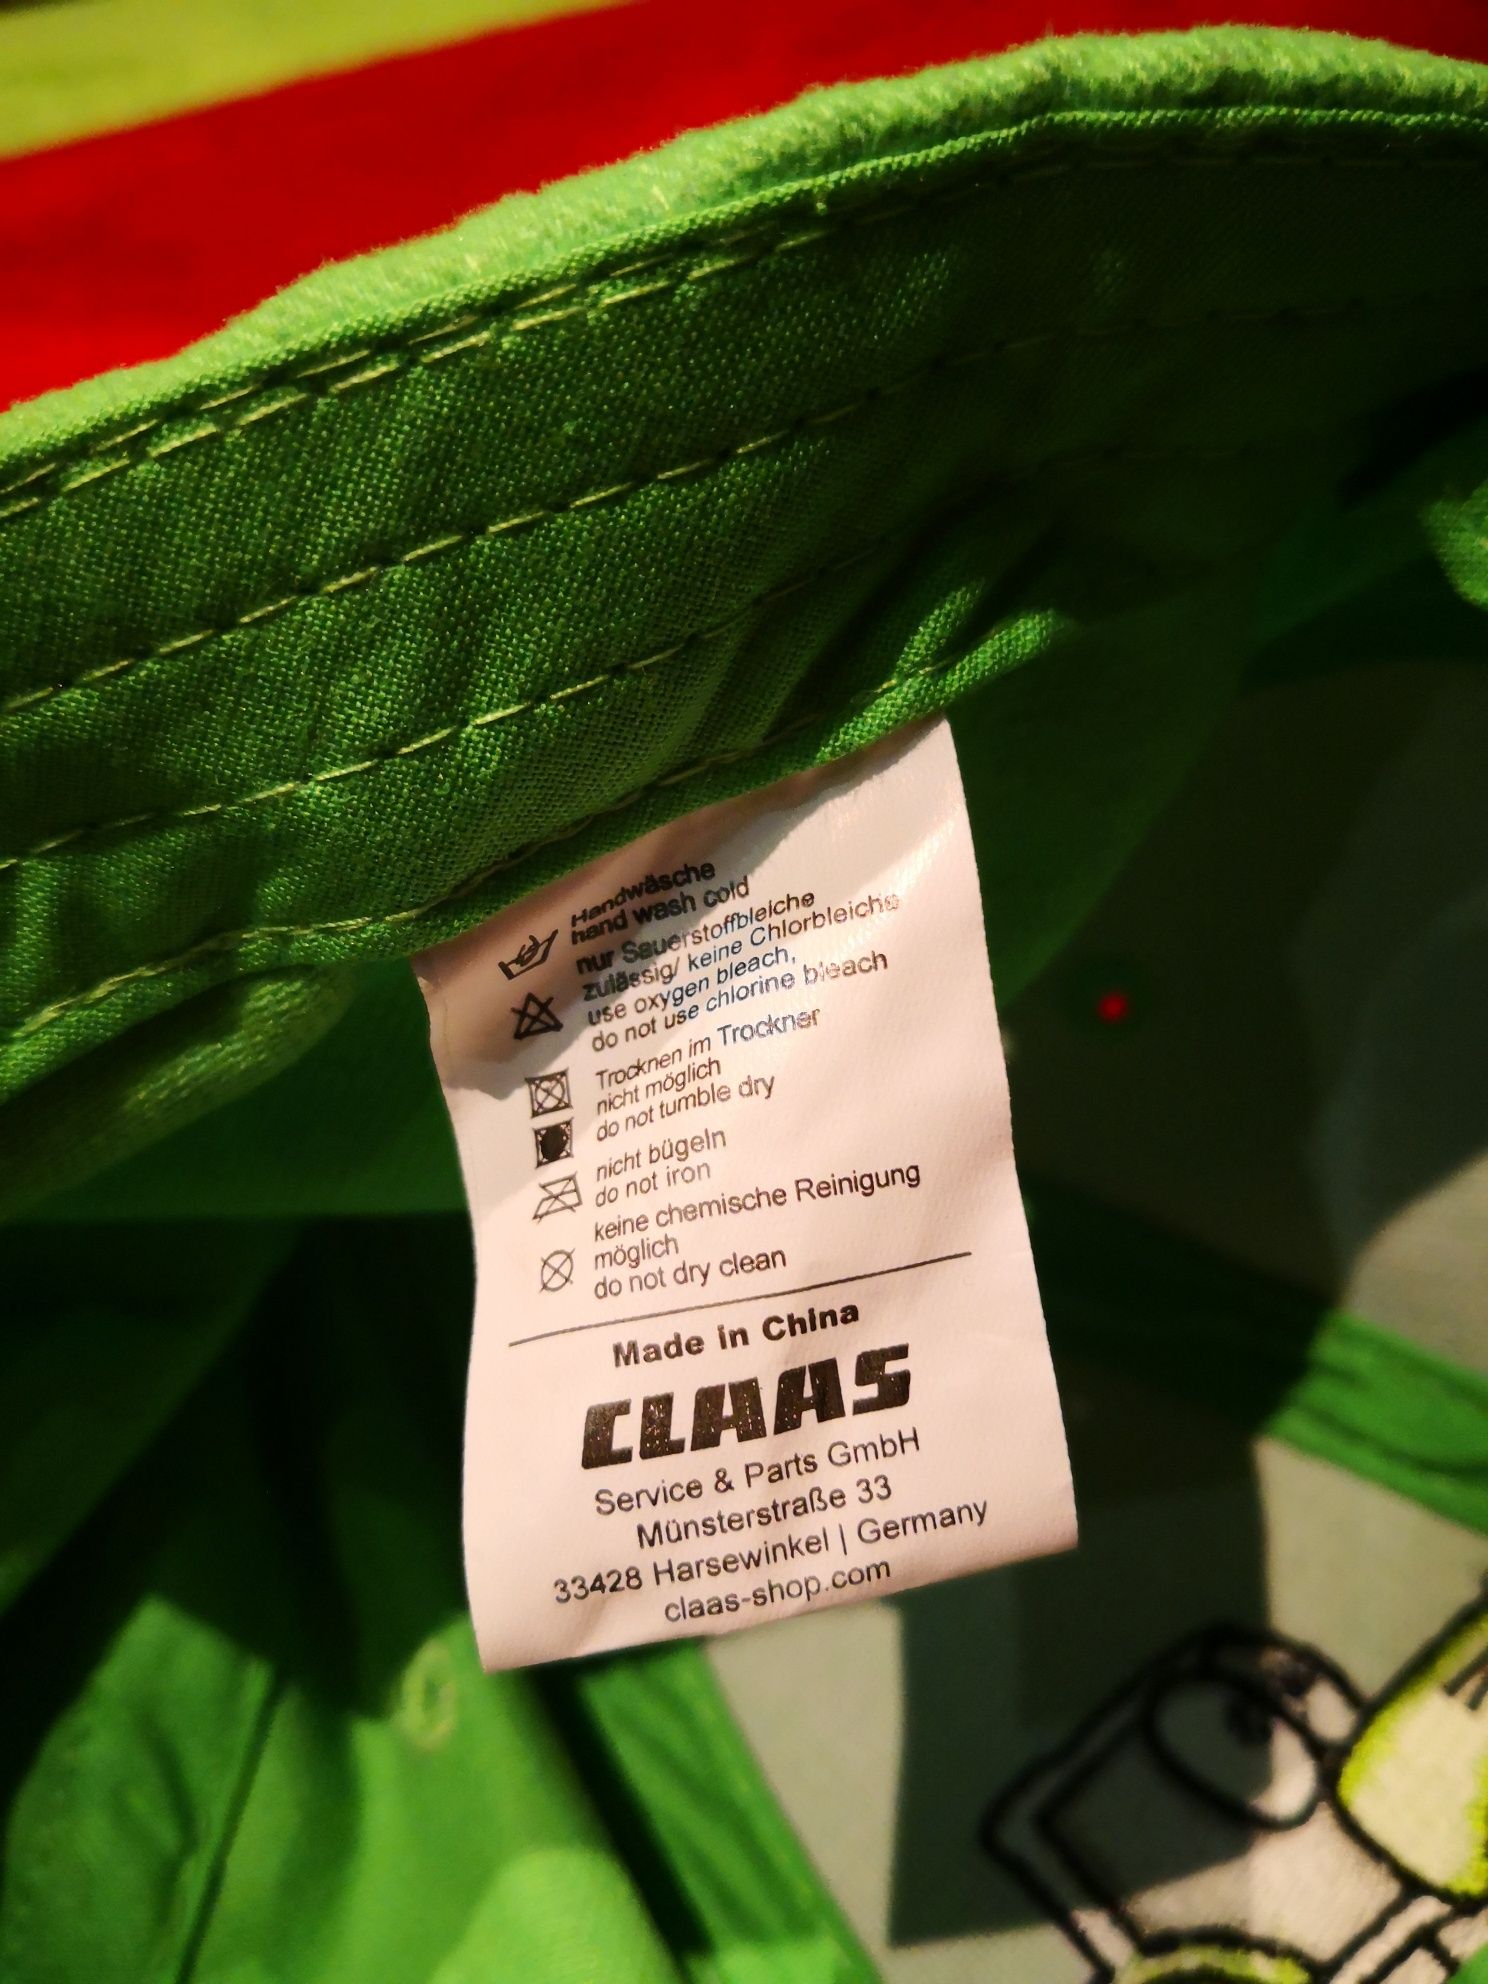 Handwäsche
hand wash cold
nur Sauerstoffbleiche
zulässig/ keine Chlorbleiche
use oxygen bleach,
do not use chlorine bleach
Trocknen im Trockner
nicht möglich
do not tumble dry
nicht bügeln
do not iron
keine chemische Reinigung
möglich
do not dry clean
Made in China
CLAAS
Service & Parts GmbH
Münsterstraße 33
33428 Harsewinkel | Germany
claas-shop.com